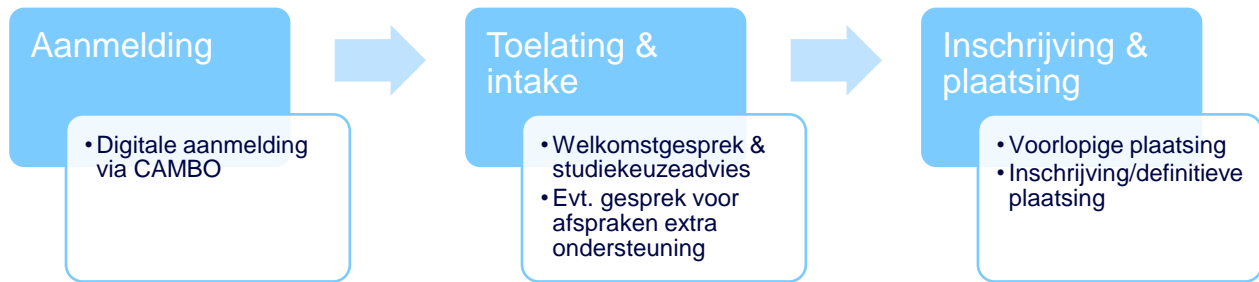 Aanmelding
• Digitale aanmelding
via CAMBO
Toelating &
intake
• Welkomstgesprek &
studiekeuzeadvies
• Evt. gesprek voor
afspraken extra
ondersteuning
Inschrijving &
plaatsing
• Voorlopige plaatsing
• Inschrijving/definitieve
plaatsing